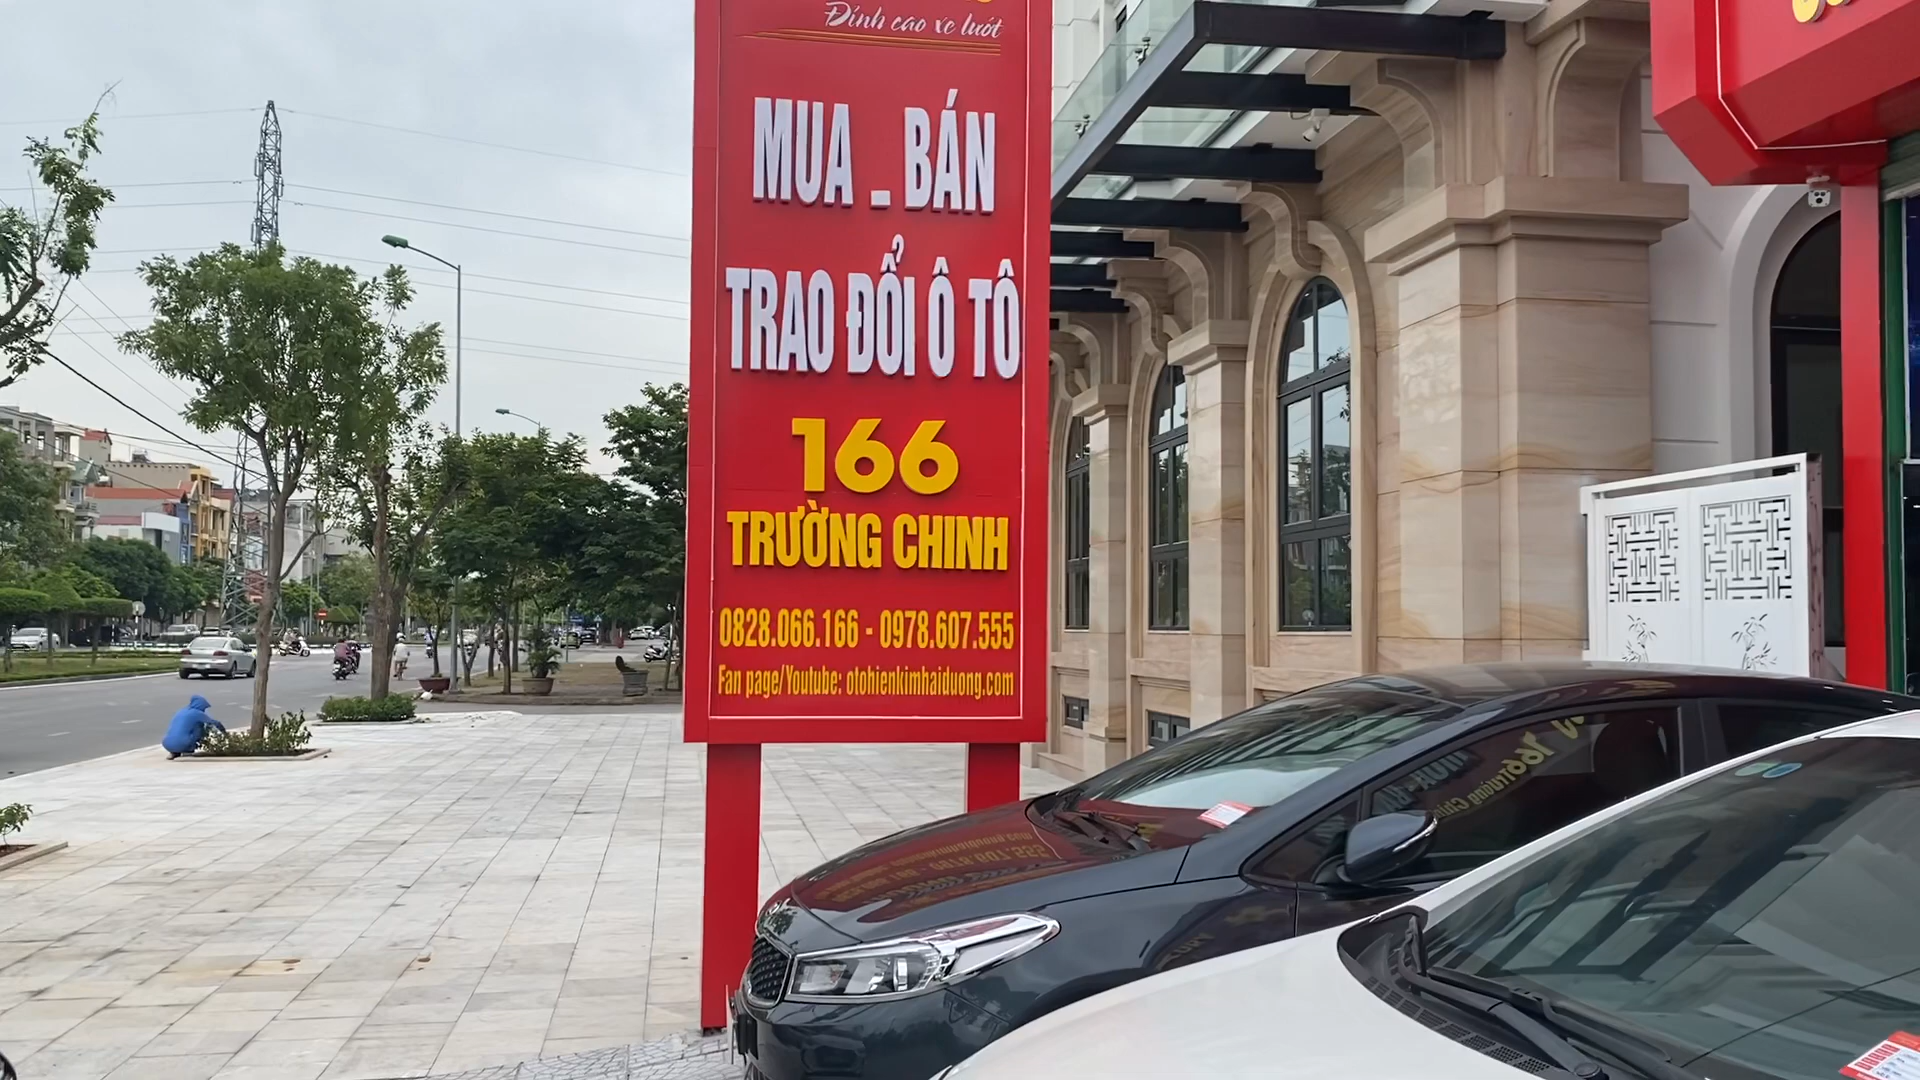 Đỉnh cao xe lướt
MUA _ BÁN
TRAO ĐỔI Ô TÔ
166
TRƯỜNG CHINH
0828.066.166 - 0978.607.555
Fan page/Youtube: otohienkimhaiduong.com